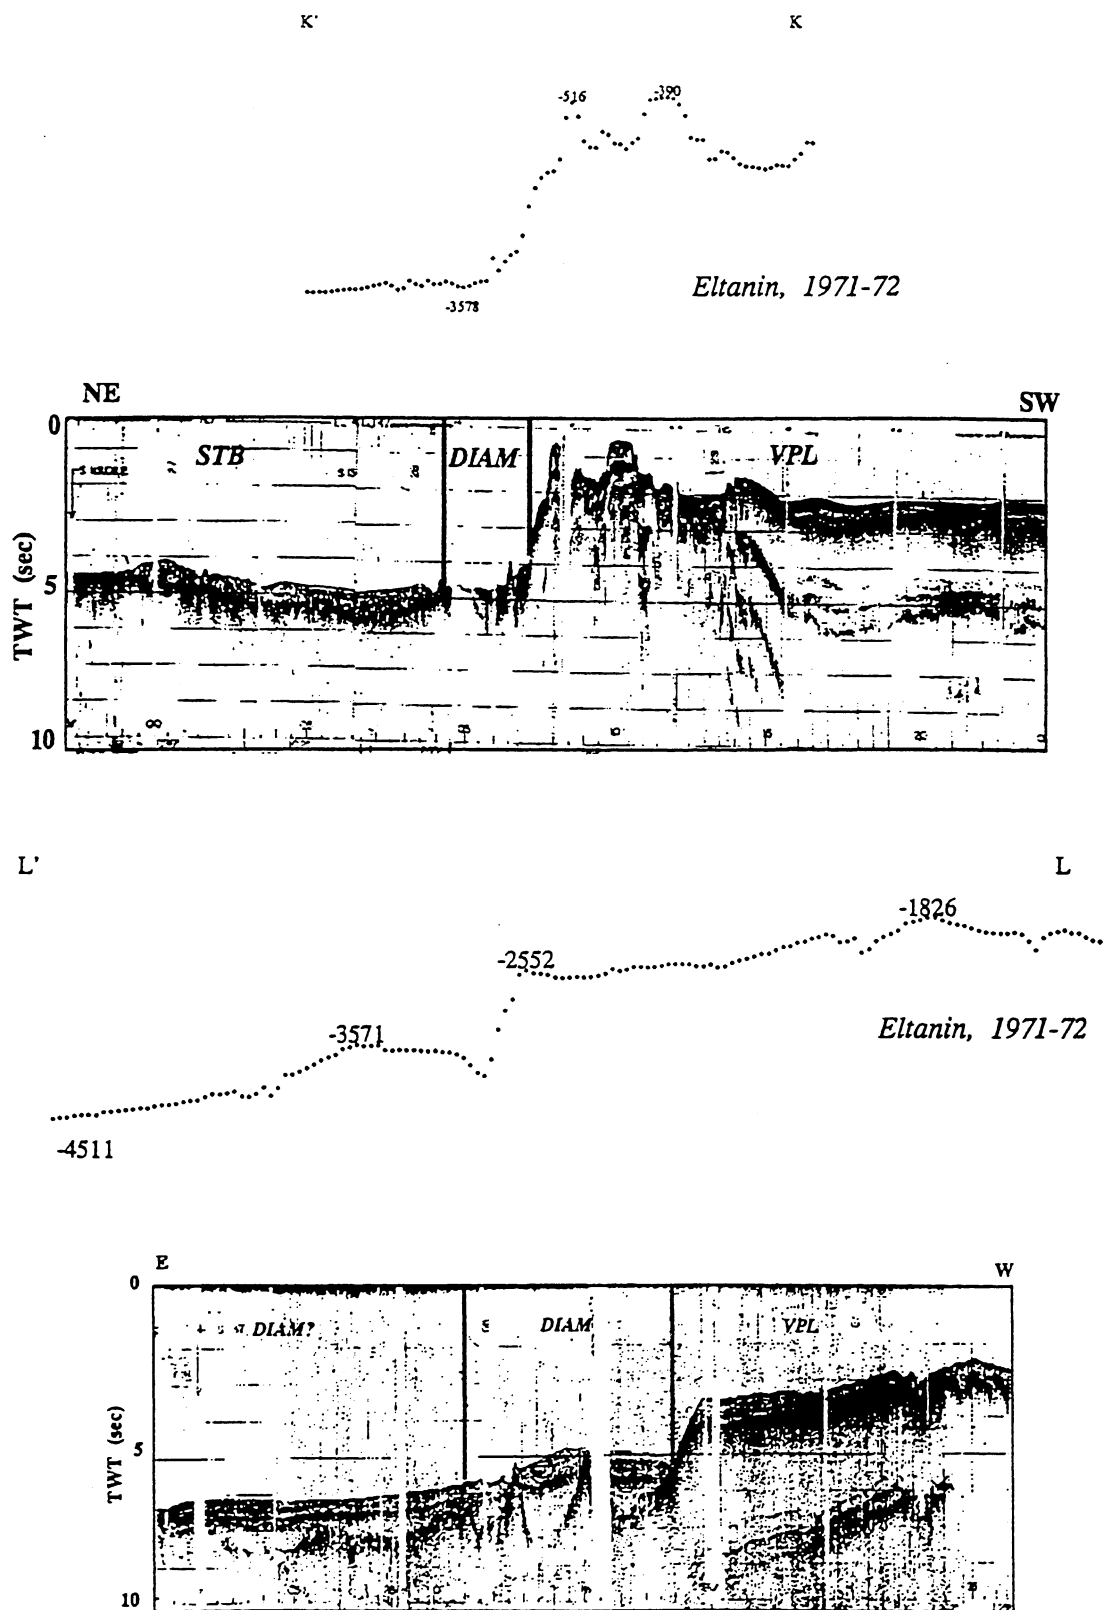 K' K
-516 -390
Eltanin, 1971-72
-3578
NE SW
0
STB DIAM VPL
5
TWT (sec)
10
L' L
-1826
-2552
Eltanin, 1971-72
-3571
-4511
E W
0
DIAM? DIAM VPL
5
TWT (sec)
10